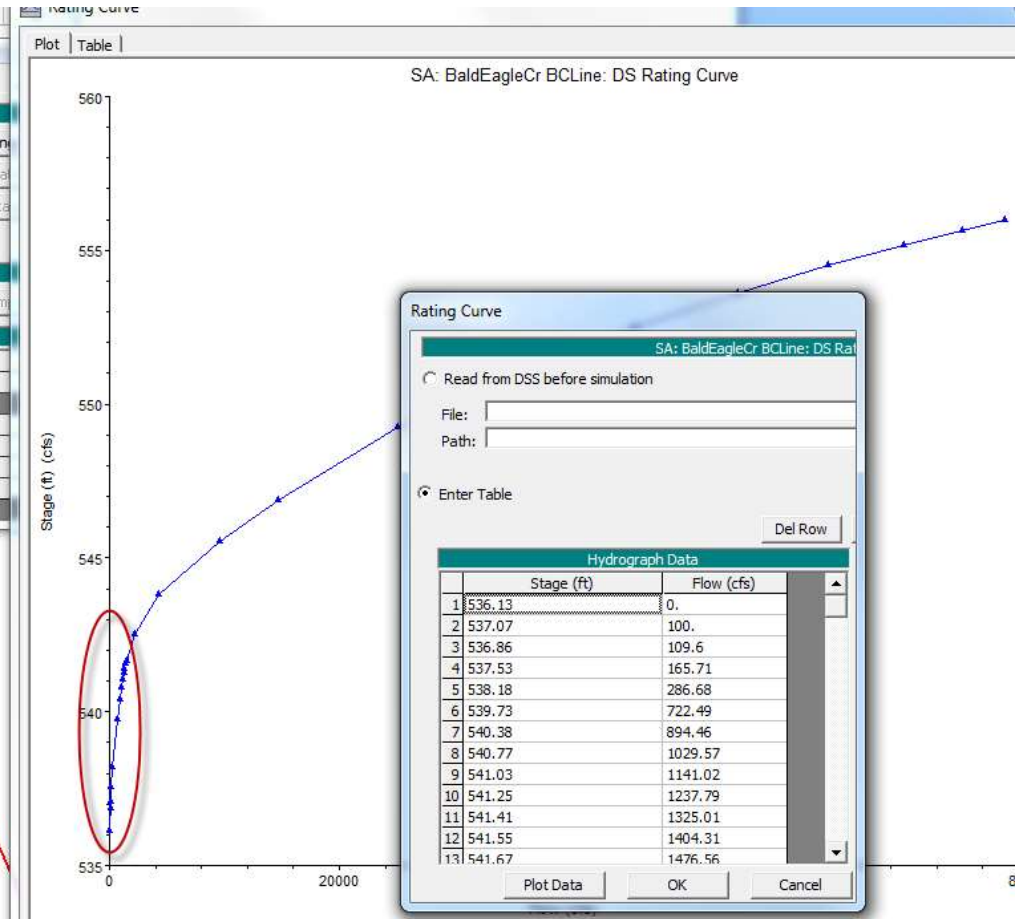 Rating Curve
Plot Table
SA: BaldEagleCr BCLine: DS Rating Curve
560
555
550
545
540
535
Stage (ft) (cfs)
0
20000
8
Rating Curve
SA: BaldEagleCr BCLine: DS Rat
Read from DSS before simulation
File:
Path:
Enter Table
Del Row
Hydrograph Data
Stage (ft) Flow (cfs)
1 536.13 0.
2 537.07 100.
3 536.86 109.6
4 537.53 165.71
5 538.18 286.68
6 539.73 722.49
7 540.38 894.46
8 540.77 1029.57
9 541.03 1141.02
10 541.25 1237.79
11 541.41 1325.01
12 541.55 1404.31
13 541.67 1476.56
Plot Data OK Cancel